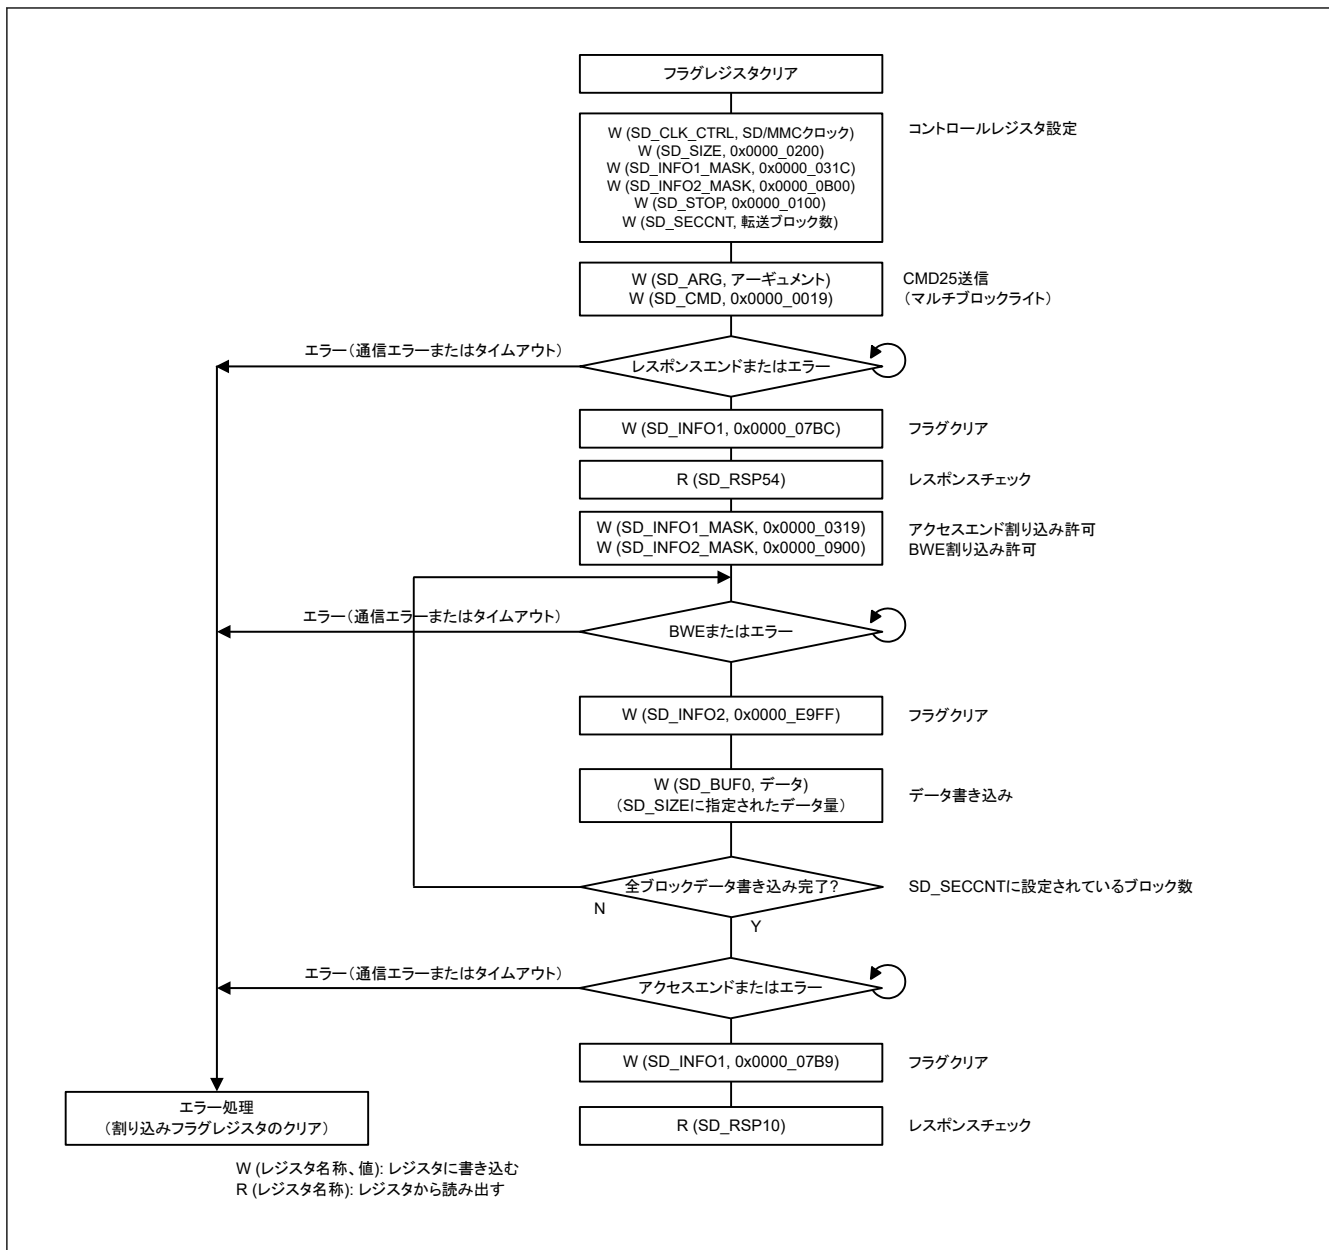 フラグレジスタクリア
W (SD_CLK_CTRL, SD/MMCクロック)
W (SD_SIZE, 0x0000_0200)
W (SD_INFO1_MASK, 0x0000_031C)
W (SD_INFO2_MASK, 0x0000_0B00)
W (SD_STOP, 0x0000_0100)
W (SD_SECCNT, 転送ブロック数)
コントロールレジスタ設定
W (SD_ARG, アーギュメント)
W (SD_CMD, 0x0000_0019)
CMD25送信
（マルチブロックライト）
エラー（通信エラーまたはタイムアウト）
レスポンスエンドまたはエラー
W (SD_INFO1, 0x0000_07BC)
フラグクリア
R (SD_RSP54)
レスポンスチェック
W (SD_INFO1_MASK, 0x0000_0319)
W (SD_INFO2_MASK, 0x0000_0900)
アクセスエンド割り込み許可
BWE割り込み許可
エラー（通信エラーまたはタイムアウト）
BWEまたはエラー
W (SD_INFO2, 0x0000_E9FF)
フラグクリア
W (SD_BUF0, データ)
（SD_SIZEに指定されたデータ量）
データ書き込み
全ブロックデータ書き込み完了?
SD_SECCNTに設定されているブロック数
N
Y
エラー（通信エラーまたはタイムアウト）
アクセスエンドまたはエラー
W (SD_INFO1, 0x0000_07B9)
フラグクリア
エラー処理
（割り込みフラグレジスタのクリア）
R (SD_RSP10)
レスポンスチェック
W (レジスタ名称、値): レジスタに書き込む
R (レジスタ名称): レジスタから読み出す